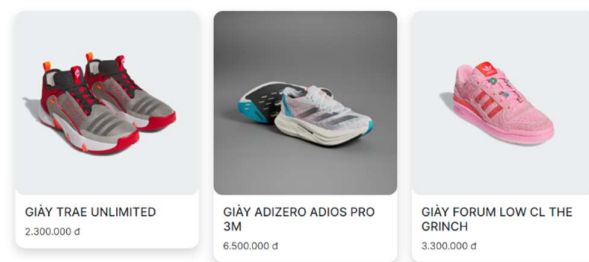 GIÀY TRAE UNLIMITED
2.300.000 đ
GIÀY ADIZERO ADIOS PRO
3M
6.500.000 đ
GIÀY FORUM LOW CL THE
GRINCH
3.300.000 đ